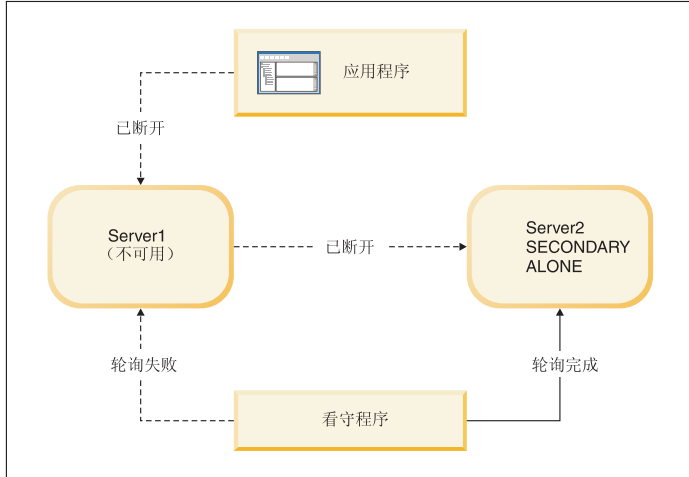 应用程序
已断开
Server1
（不可用）
已断开
Server2
SECONDARY
ALONE
轮询失败
轮询完成
看守程序